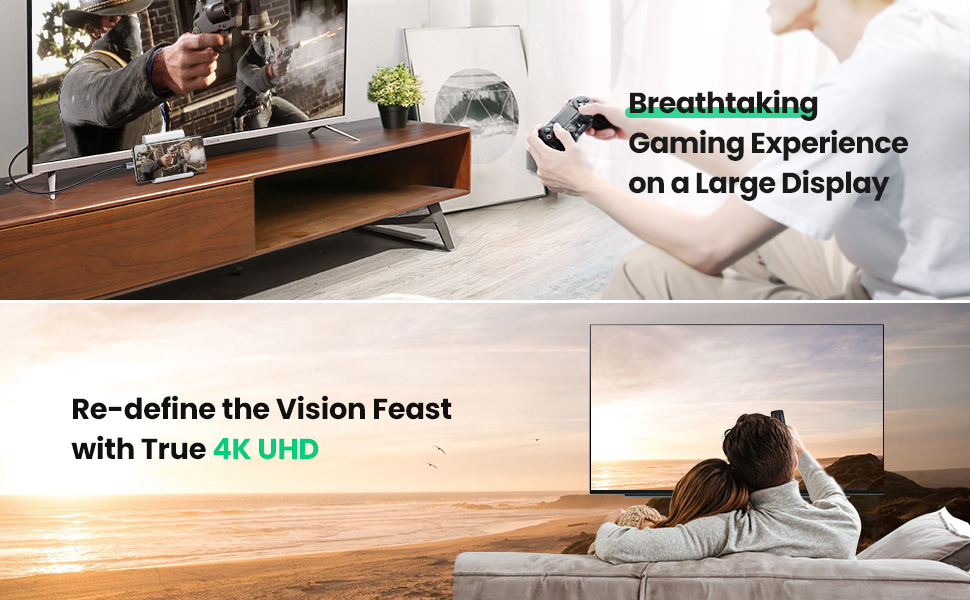 Breathtaking
Gaming Experience
on a Large Display
Re-define the Vision Feast
with True 4K UHD